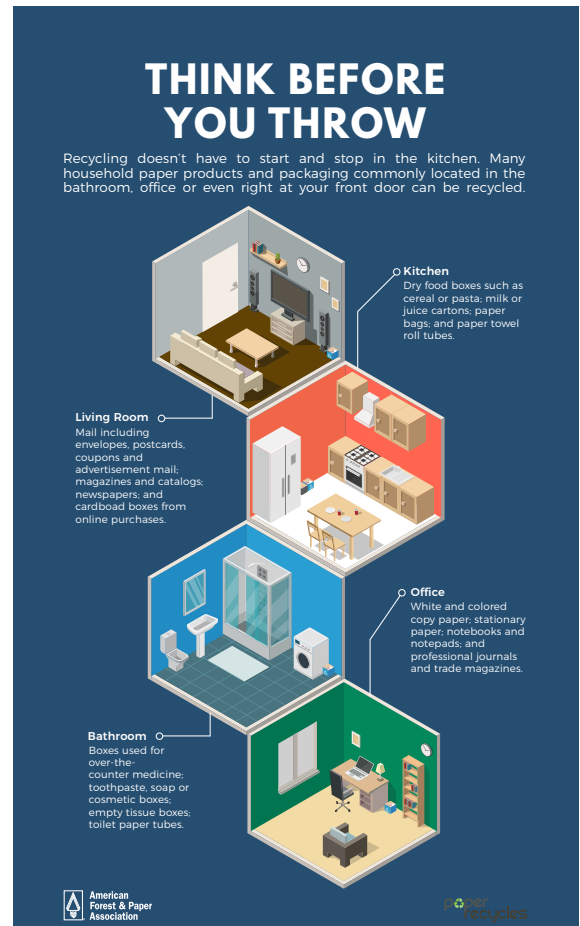 THINK BEFORE
YOU THROW
Recycling doesn't have to start and stop in the kitchen. Many
household paper products and packaging commonly located in the
bathroom, office or even right at your front door can be recycled.
Kitchen
Dry food boxes such as
cereal or pasta; milk or
juice cartons; paper
bags; and paper towel
roll tubes.
Living Room
Mail including
envelopes, postcards,
coupons and
advertisement mail;
magazines and catalogs;
newspapers; and
cardboard boxes from
online purchases.
Office
White and colored
copy paper; stationary
paper; notebooks and
notepads; and
professional journals
and trade magazines.
Bathroom
Boxes used for
over-the-
counter medicine;
toothpaste, soap or
cosmetic boxes;
empty tissue boxes;
toilet paper tubes.
American
Forest & Paper
Association
paper
recycles